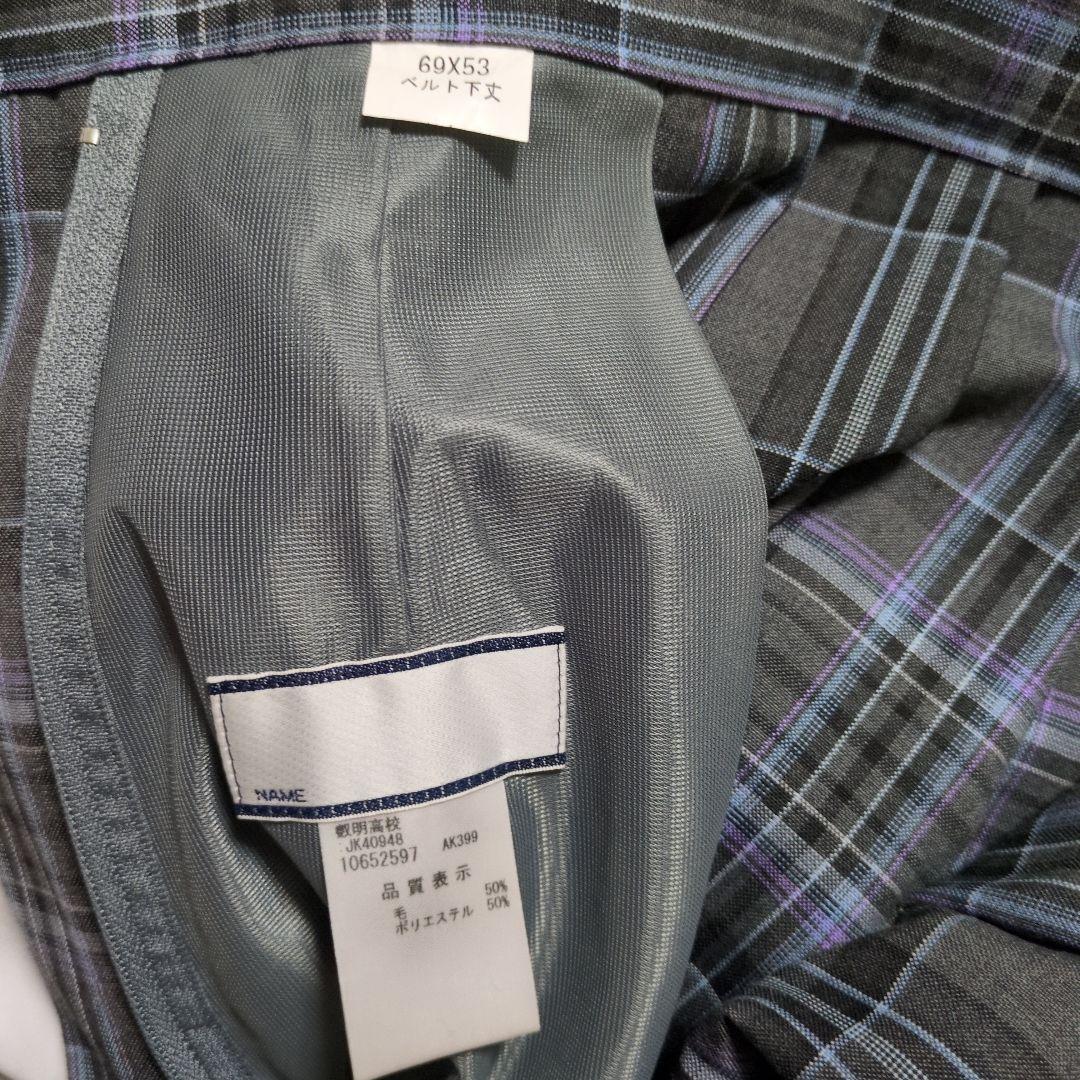 69X53
ベルト下丈
NAME
叡明高校
:JK40948 AK399
10652597
品質表示
毛 50%
ポリエステル 50%